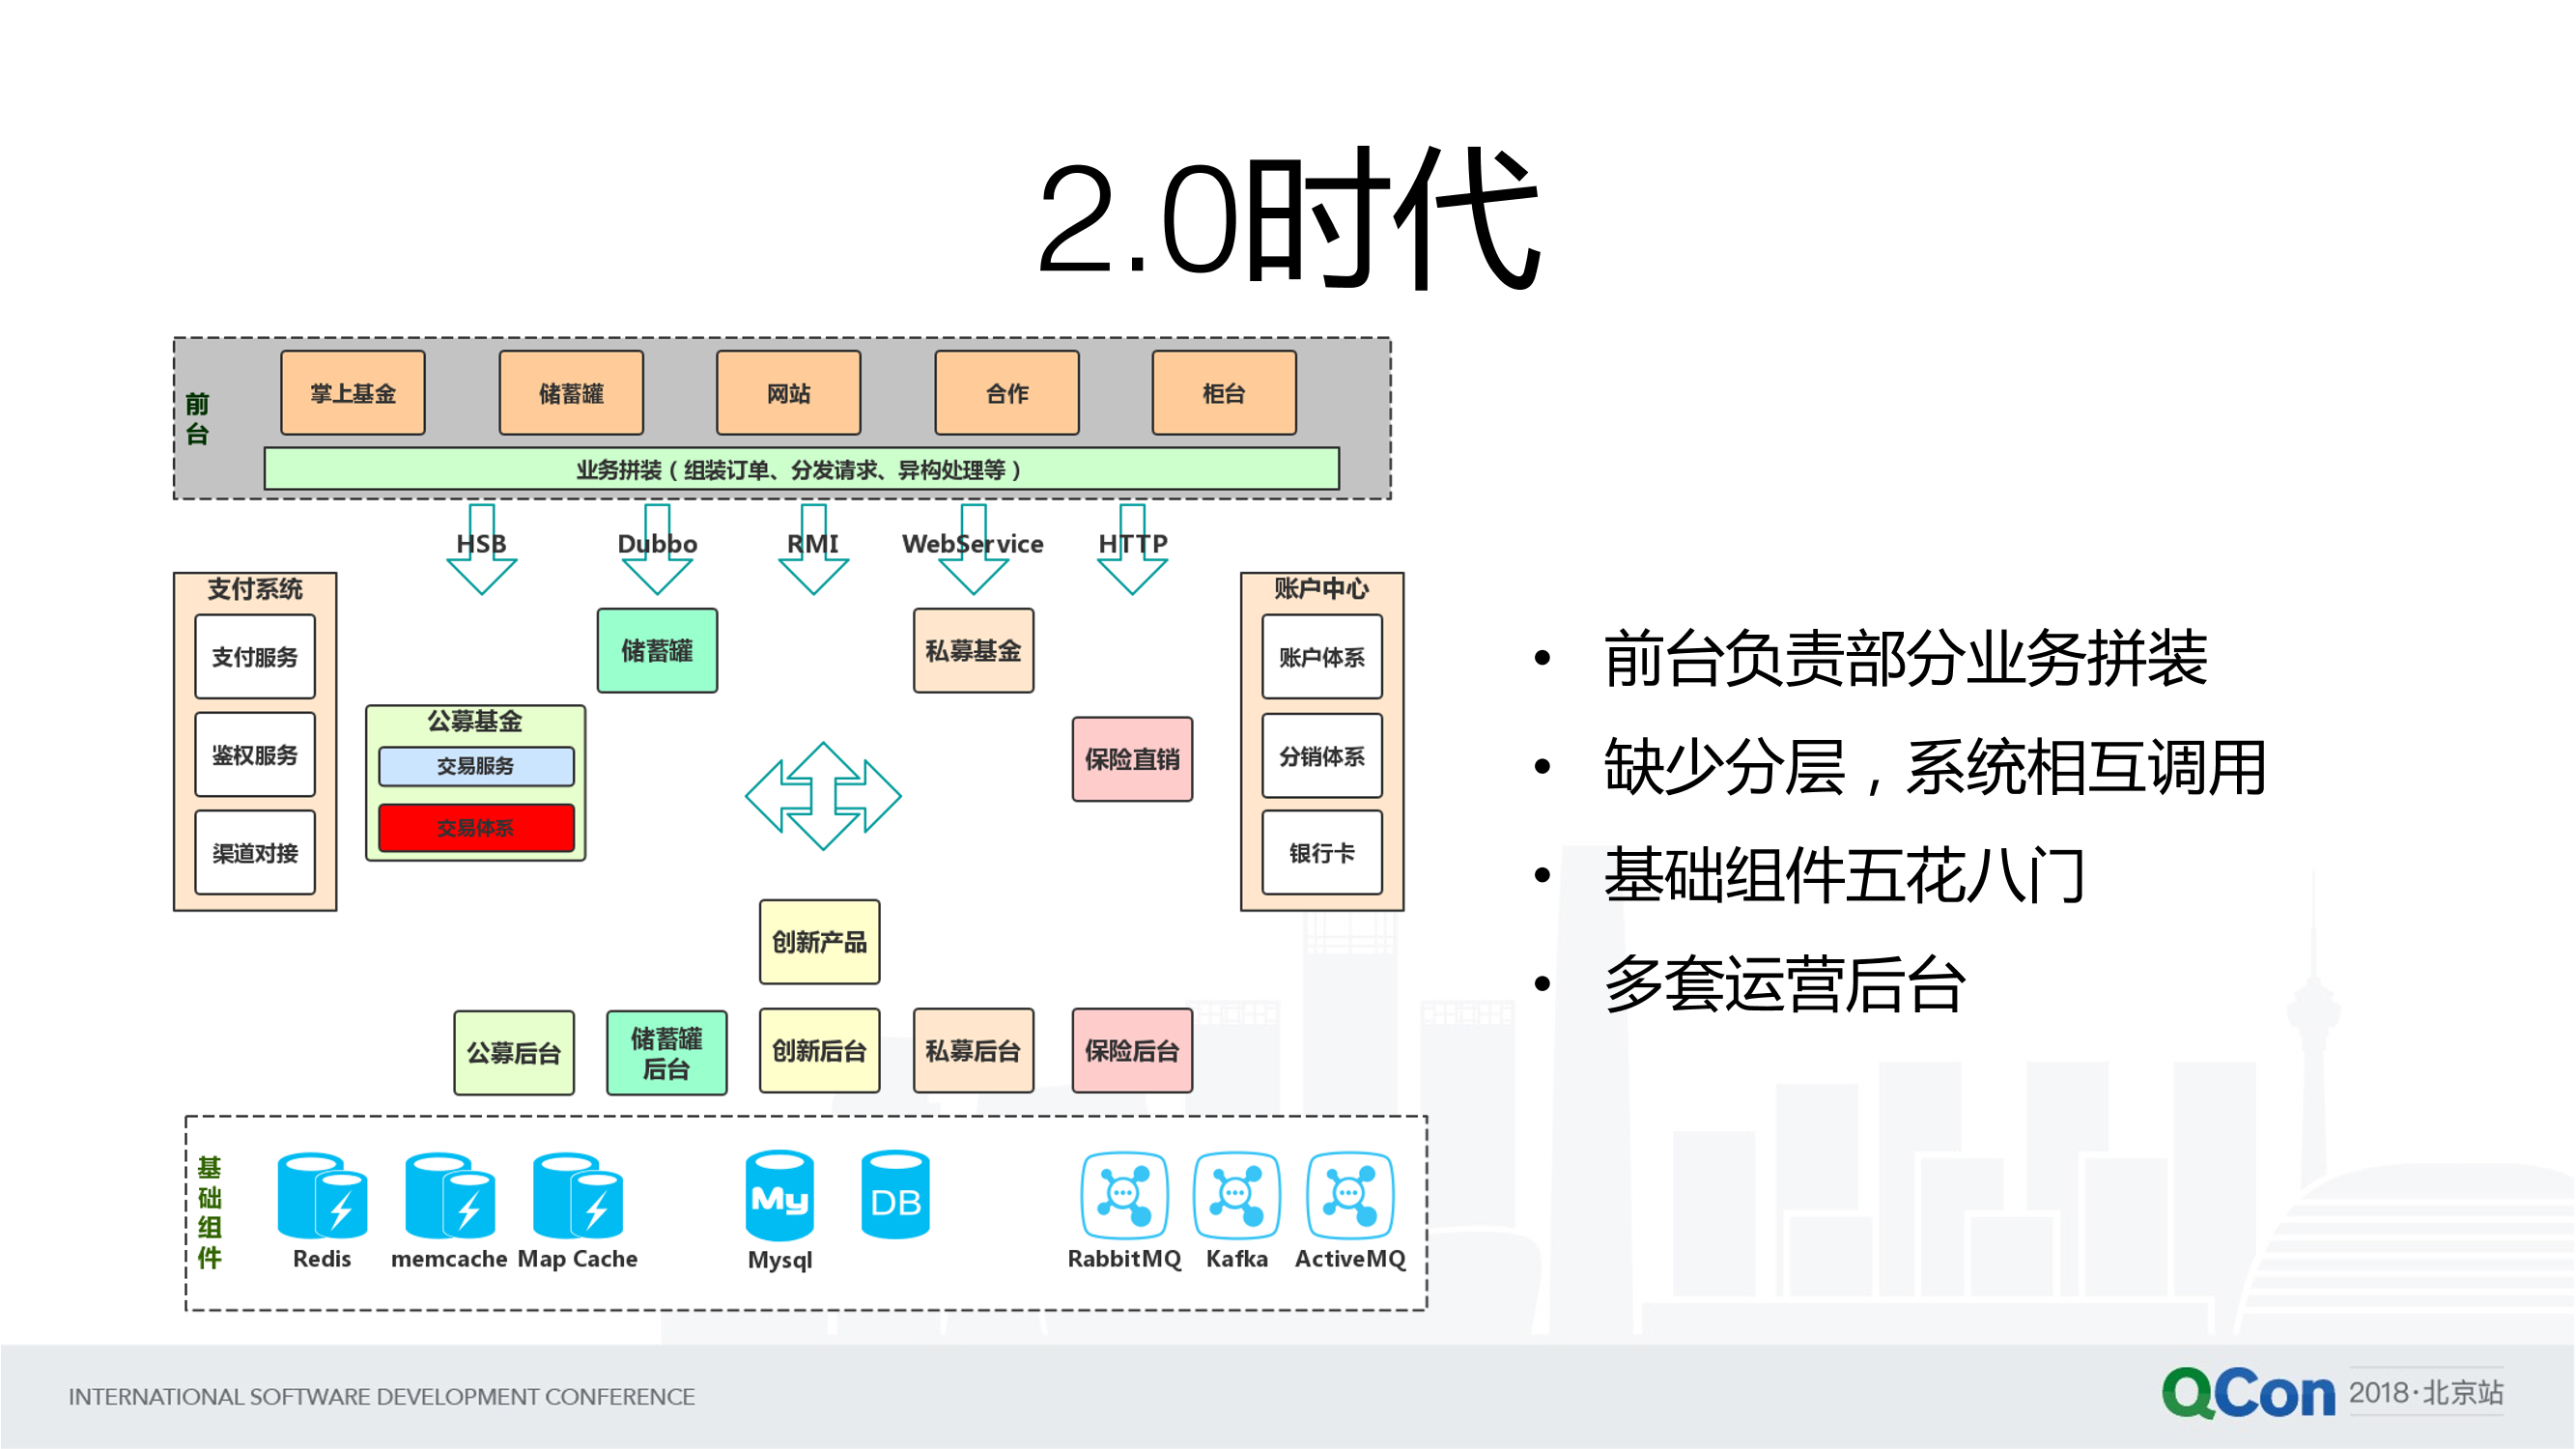 2.0时代
前
台
掌上基金
储蓄罐
网站
合作
柜台
业务拼装（组装订单、分发请求、异构处理等）
HSB
Dubbo
RMI
WebService
HTTP
支付系统
支付服务
鉴权服务
渠道对接
储蓄罐
私募基金
公募基金
交易服务
交易体系
保险直销
账户中心
账户体系
分销体系
银行卡
创新产品
公募后台
储蓄罐
后台
创新后台
私募后台
保险后台
基
础
组
件
Redis
memcache
Map Cache
My
Mysql
DB
RabbitMQ
Kafka
ActiveMQ
• 前台负责部分业务拼装
• 缺少分层，系统相互调用
• 基础组件五花八门
• 多套运营后台
INTERNATIONAL SOFTWARE DEVELOPMENT CONFERENCE
QCon 2018·北京站